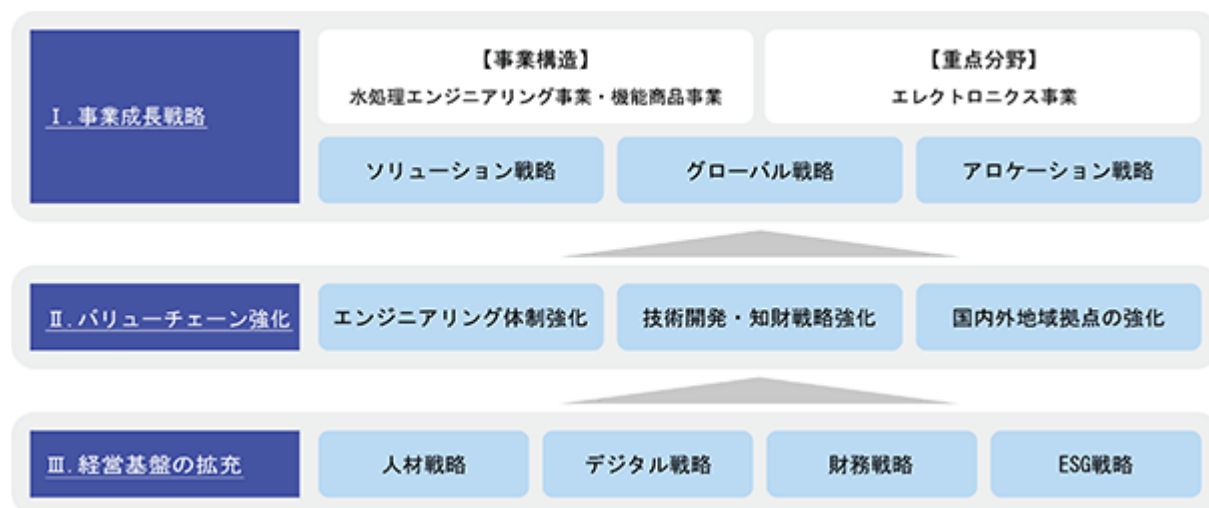 Ⅰ.事業成長戦略
【事業構造】
水処理エンジニアリング事業・機能商品事業
【重点分野】
エレクトロニクス事業
ソリューション戦略
グローバル戦略
アロケーション戦略
Ⅱ.バリューチェーン強化
エンジニアリング体制強化
技術開発・知財戦略強化
国内外地域拠点の強化
Ⅲ.経営基盤の拡充
人材戦略
デジタル戦略
財務戦略
ESG戦略